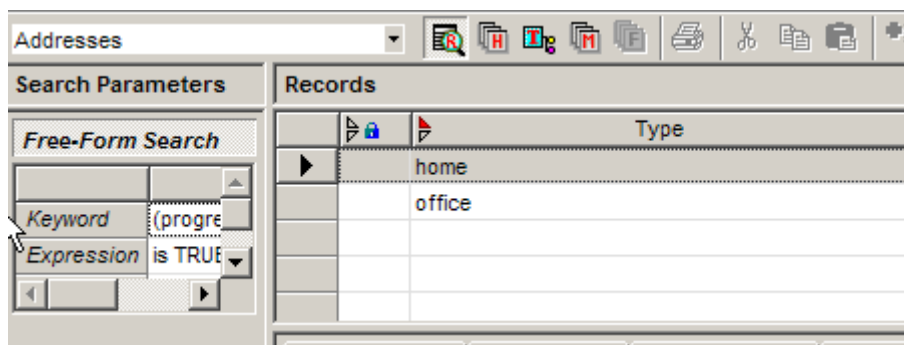 Addresses
R H T M F
Search Parameters
Records
Free-Form Search
Type
home
office
Keyword (progre
Expression is TRUE